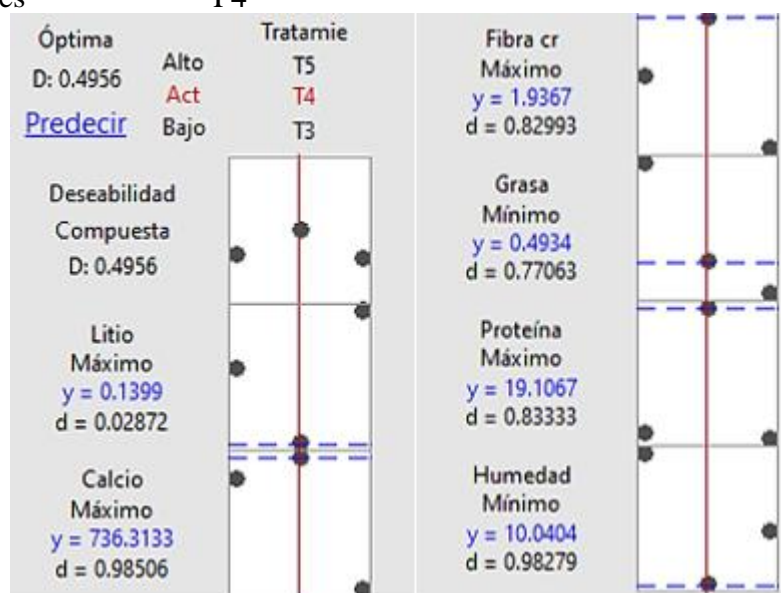 Óptima
D: 0.4956
Predecir
Alto
Act
Bajo
Tratamie
T5
T4
T3
Deseabilidad
Compuesta
D: 0.4956
Litio
Máximo
y = 0.1399
d = 0.02872
Calcio
Máximo
y = 736.3133
d = 0.98506
Fibra cr
Máximo
y = 1.9367
d = 0.82993
Grasa
Mínimo
y = 0.4934
d = 0.77063
Proteína
Máximo
y = 19.1067
d = 0.83333
Humedad
Mínimo
y = 10.0404
d = 0.98279